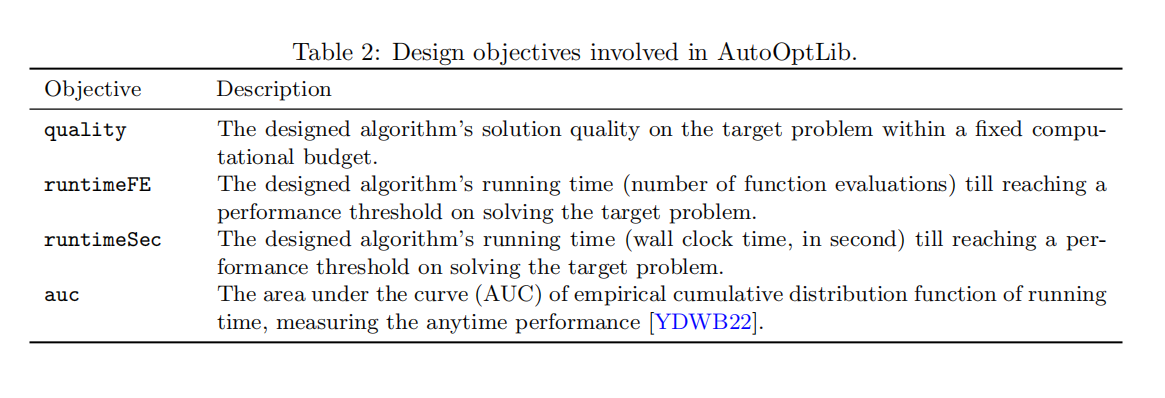 Table 2: Design objectives involved in AutoOptLib.
Objective Description
quality The designed algorithm's solution quality on the target problem within a fixed compu-
tational budget.
runtimeFE The designed algorithm's running time (number of function evaluations) till reaching a
performance threshold on solving the target problem.
runtimeSec The designed algorithm's running time (wall clock time, in second) till reaching a per-
formance threshold on solving the target problem.
auc The area under the curve (AUC) of empirical cumulative distribution function of running
time, measuring the anytime performance [YDWB22].